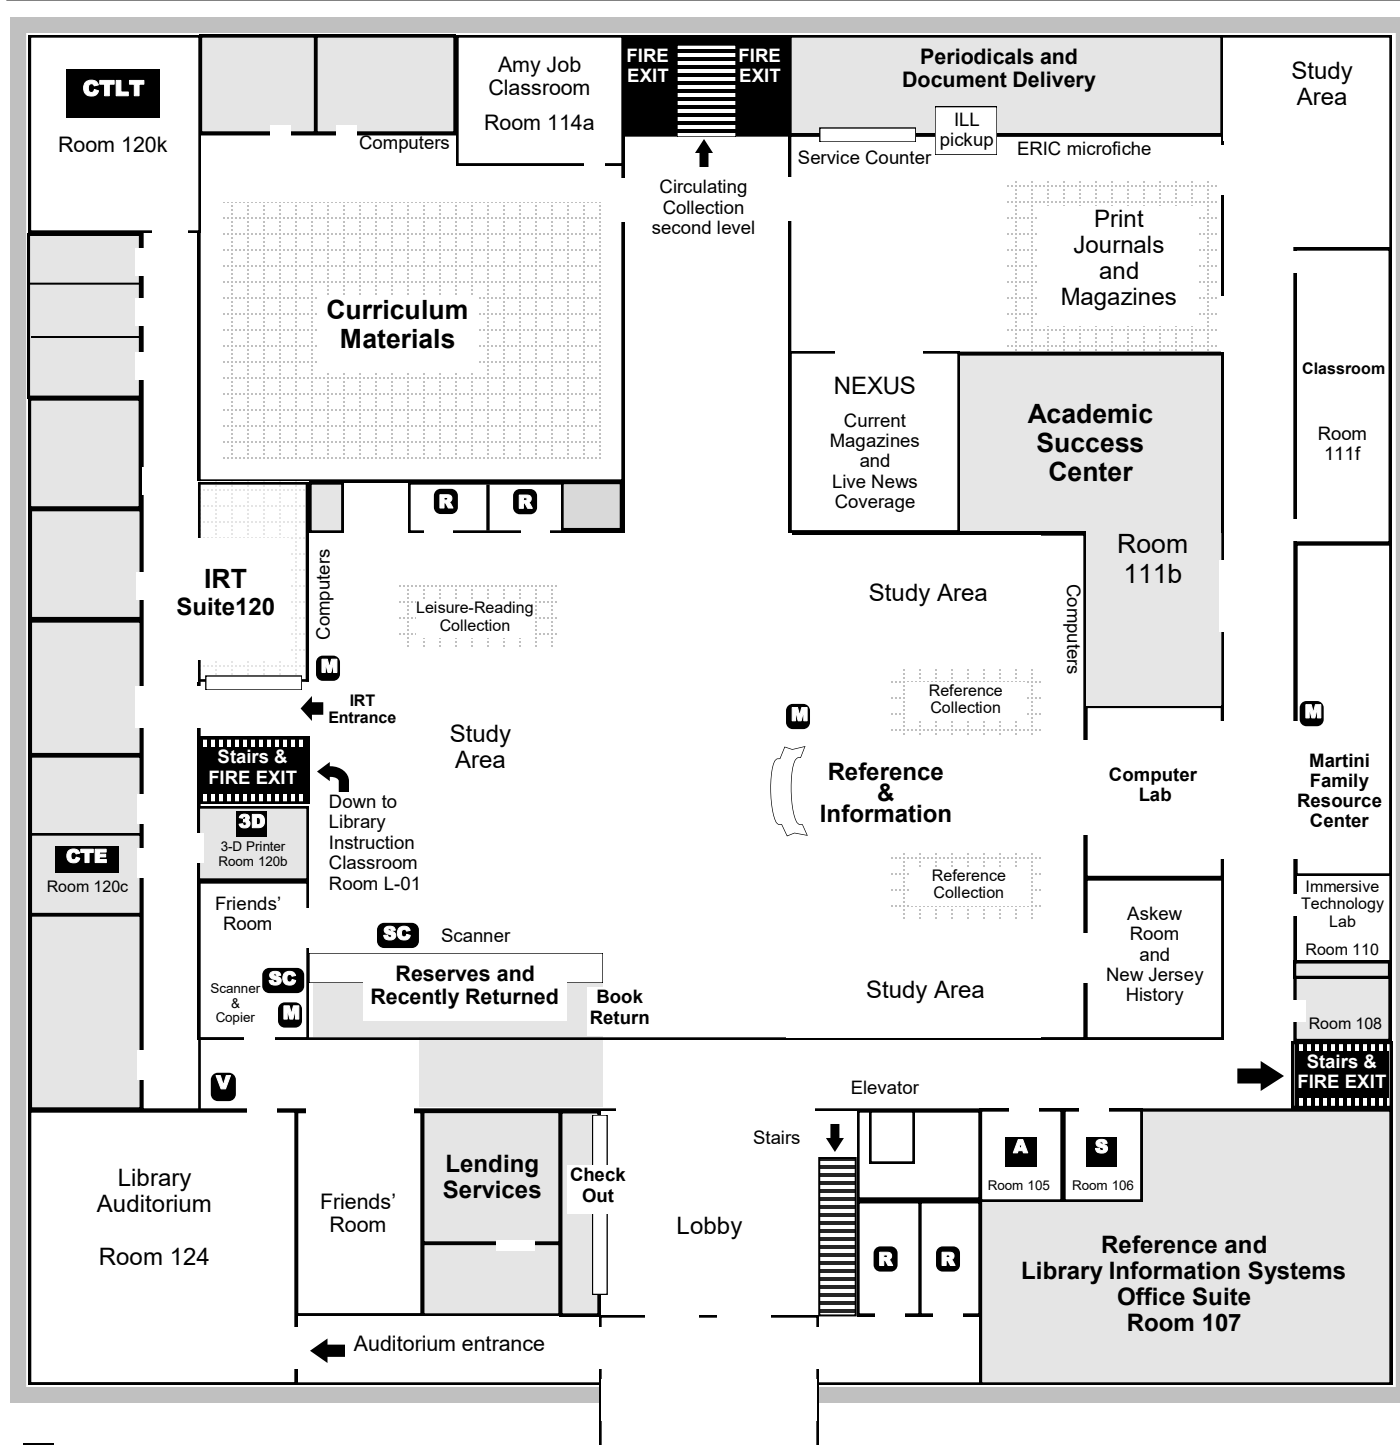 CTLT
Room 120k
Computers
Amy Job
Classroom
Room 114a
FIRE
EXIT
FIRE
EXIT
Circulating
Collection
second level
Periodicals and
Document Delivery
ILL
pickup
Service Counter
ERIC microfiche
Study
Area
Print
Journals
and
Magazines
Curriculum
Materials
NEXUS
Current
Magazines
and
Live News
Coverage
Academic
Success
Center
Room
111b
Classroom
Room
111f
R
R
IRT
Suite120
Computers
M
Leisure-Reading
Collection
Study Area
Computers
Reference
Collection
IRT
Entrance
Study
Area
M
M
Stairs &
FIRE EXIT
Down to
Library
Instruction
Classroom
Room L-01
Reference
&
Information
Computer
Lab
Martini
Family
Resource
Center
3D
3-D Printer
Room 120b
CTE
Room 120c
Friends’
Room
Reference
Collection
Immersive
Technology
Lab
Room 110
Askew
Room
and
New Jersey
History
SC
Scanner
Reserves and
Recently Returned
Book
Return
SC
Scanner
&
Copier
M
Study Area
Room 108
Stairs &
FIRE EXIT
V
Elevator
Library
Auditorium
Room 124
Friends’
Room
Lending
Services
Check
Out
Lobby
Stairs
A
Room 105
S
Room 106
R
R
Reference and
Library Information Systems
Office Suite
Room 107
Auditorium entrance